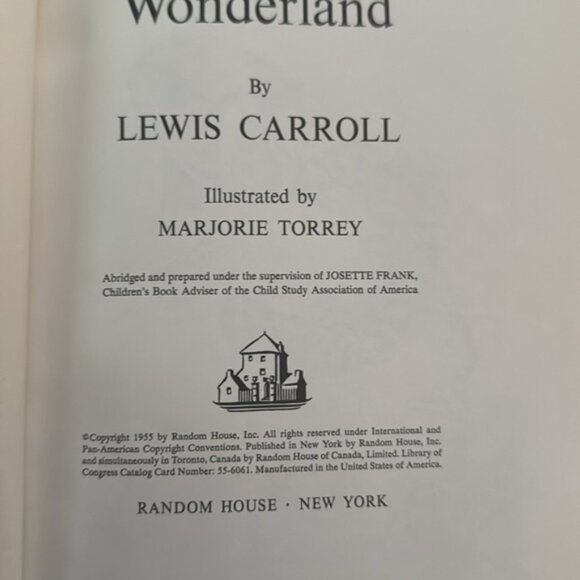 Wonderland
By
LEWIS CARROLL
Illustrated by
MARJORIE TORREY
Abridged and prepared under the supervision of JOSETTE FRANK,
Children's Book Adviser of the Child Study Association of America
©Copyright 1955 by Random House, Inc. All rights reserved under International and
Pan-American Copyright Conventions. Published in New York by Random House, Inc.
and simultaneously in Toronto, Canada by Random House of Canada, Limited. Library of
Congress Catalog Card Number: 55-6061. Manufactured in the United States of America.
RANDOM HOUSE · NEW YORK